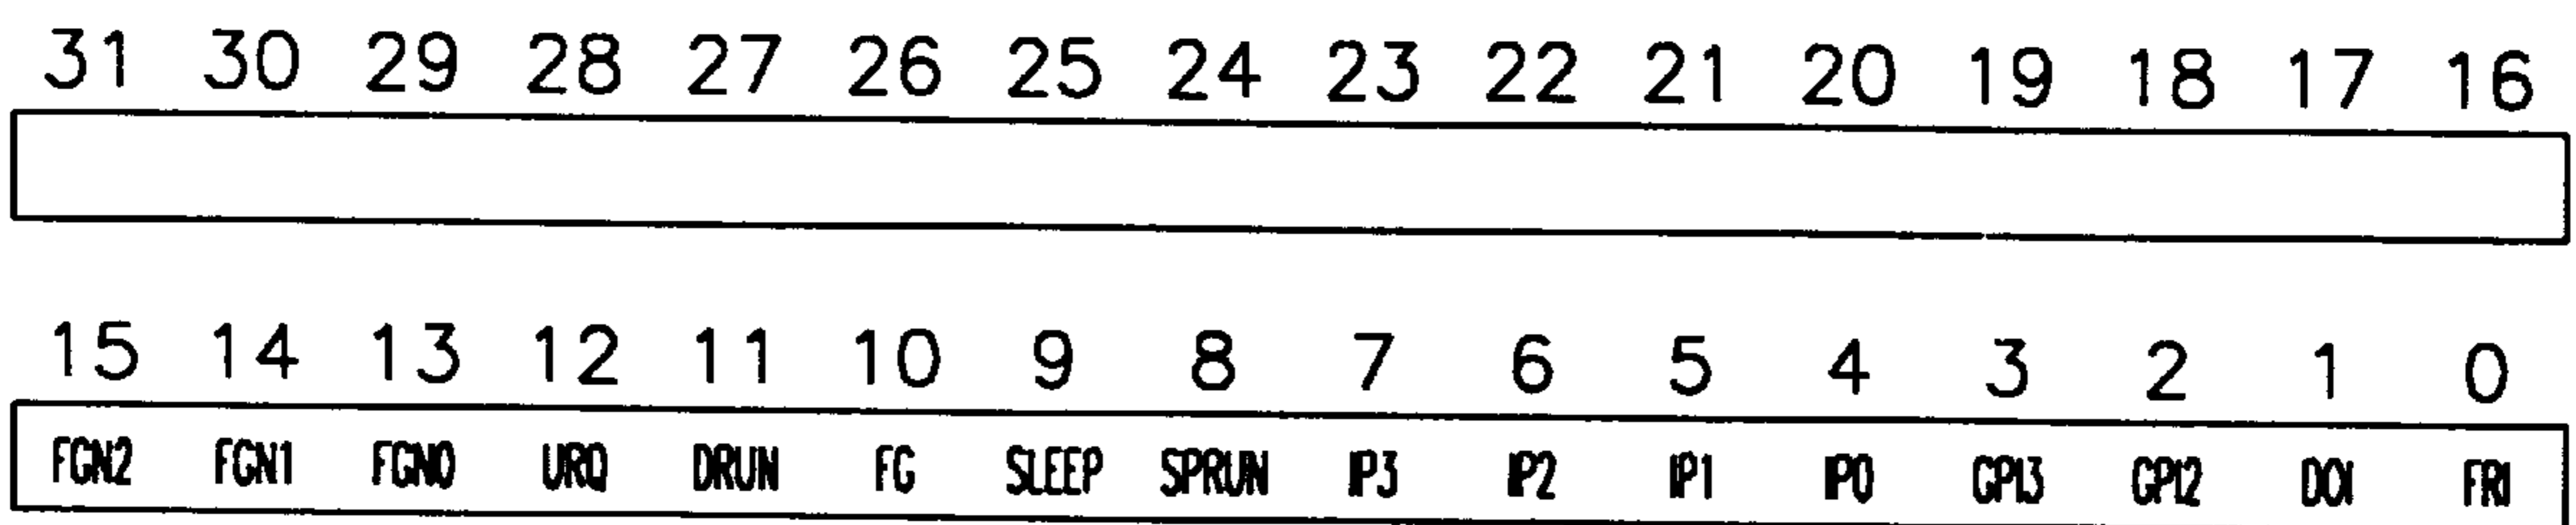 31 30 29 28 27 26 25 24 23 22 21 20 19 18 17 16
15 14 13 12 11 10 9 8 7 6 5 4 3 2 1 0
FGN2 FGN1 FGN0 URQ DRUN FG SLEEP SPRUN IP3 IP2 IP1 IP0 GPI3 GPI2 DOI FRI